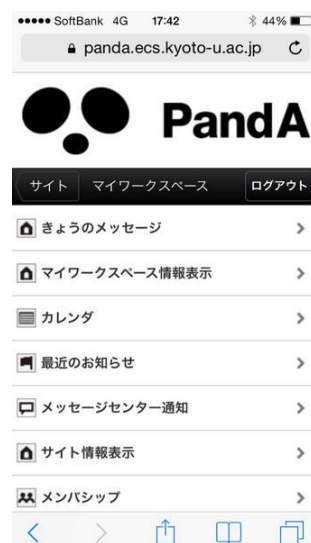 SoftBank 4G 17:42 44%
panda.ecs.kyoto-u.ac.jp
PandA
サイト マイワークスペース ログアウト
きょうのメッセージ
マイワークスペース情報表示
カレンダ
最近のお知らせ
メッセージセンター通知
サイト情報表示
メンバシップ